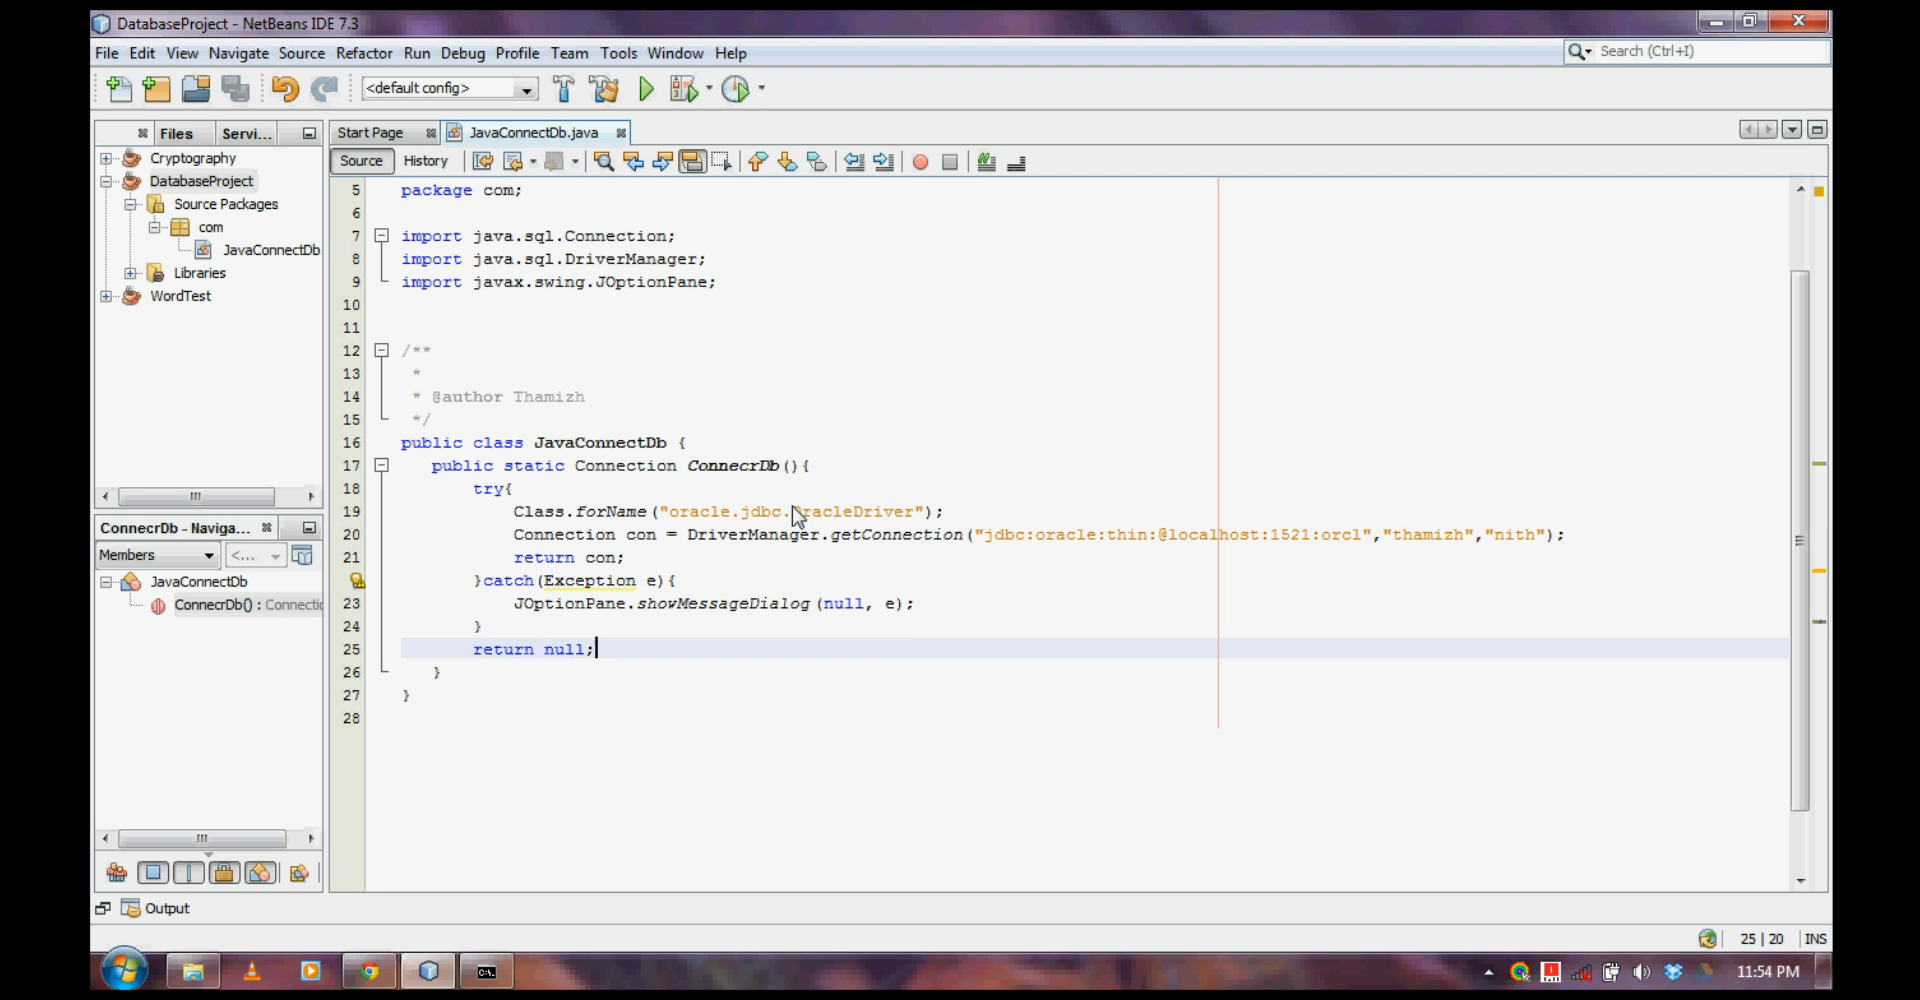 DatabaseProject - NetBeans IDE 7.3
File Edit View Navigate Source Refactor Run Debug Profile Team Tools Window Help
Search (Ctrl+I)
<default config>
Files Servi...
Start Page JavaConnectDb.java
Source History
Cryptography
DatabaseProject
Source Packages
com
JavaConnectDb
Libraries
WordTest
5 package com;
6
7 import java.sql.Connection;
8 import java.sql.DriverManager;
9 import javax.swing.JOptionPane;
10
11
12 /**
13 *
14 * @author Thamizh
15 */
16 public class JavaConnectDb {
17 public static Connection ConnecrDb(){
18 try{
19 Class.forName("oracle.jdbc.OracleDriver");
20 Connection con = DriverManager.getConnection("jdbc:oracle:thin:@localhost:1521:orcl","thamizh","nith");
21 return con;
}catch(Exception e){
23 JOptionPane.showMessageDialog(null, e);
24 }
25 return null;
26 }
27 }
28
ConnecrDb - Naviga...
Members <...
JavaConnectDb
ConnecrDb() : Connectic
Output
25 | 20 INS
C:\.
11:54 PM